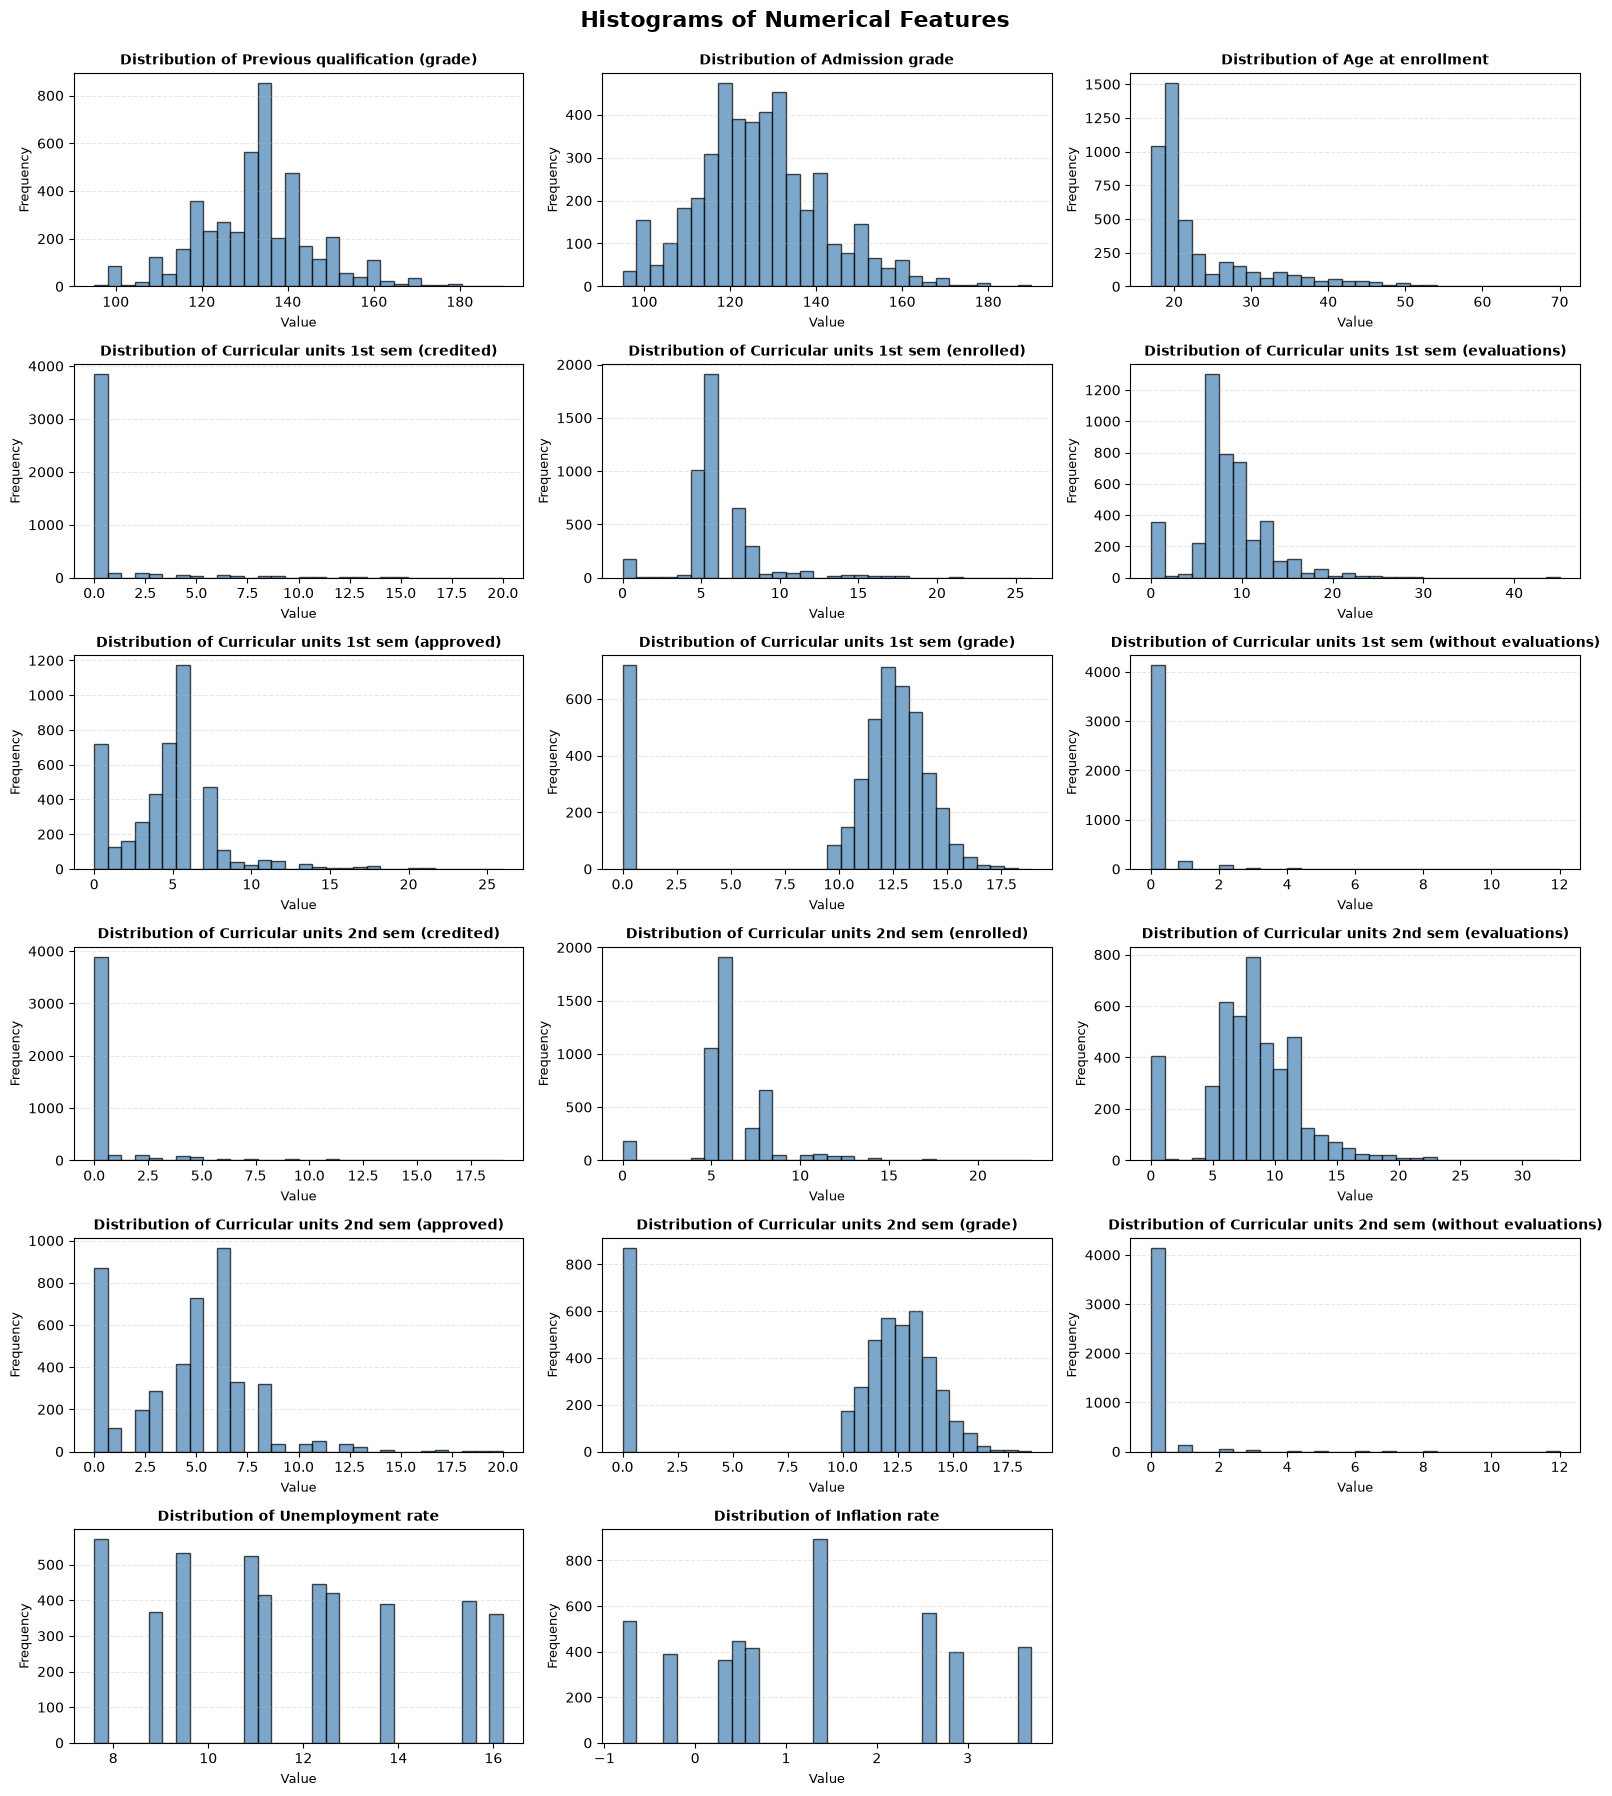 Histograms of Numerical Features
Distribution of Previous qualification (grade)
Frequency
800
600
400
200
0
100 120 140 160 180
Value
Distribution of Admission grade
Frequency
400
300
200
100
0
100 120 140 160 180
Value
Distribution of Age at enrollment
Frequency
1500
1250
1000
750
500
250
0
20 30 40 50 60 70
Value
Distribution of Curricular units 1st sem (credited)
Frequency
4000
3000
2000
1000
0
0.0 2.5 5.0 7.5 10.0 12.5 15.0 17.5 20.0
Value
Distribution of Curricular units 1st sem (enrolled)
Frequency
2000
1500
1000
500
0
0 5 10 15 20 25
Value
Distribution of Curricular units 1st sem (evaluations)
Frequency
1200
1000
800
600
400
200
0
0 10 20 30 40
Value
Distribution of Curricular units 1st sem (approved)
Frequency
1200
1000
800
600
400
200
0
0 5 10 15 20 25
Value
Distribution of Curricular units 1st sem (grade)
Frequency
600
400
200
0
0.0 2.5 5.0 7.5 10.0 12.5 15.0 17.5
Value
Distribution of Curricular units 1st sem (without evaluations)
Frequency
4000
3000
2000
1000
0
0 2 4 6 8 10 12
Value
Distribution of Curricular units 2nd sem (credited)
Frequency
4000
3000
2000
1000
0
0.0 2.5 5.0 7.5 10.0 12.5 15.0 17.5
Value
Distribution of Curricular units 2nd sem (enrolled)
Frequency
2000
1500
1000
500
0
0 5 10 15 20
Value
Distribution of Curricular units 2nd sem (evaluations)
Frequency
800
600
400
200
0
0 5 10 15 20 25 30
Value
Distribution of Curricular units 2nd sem (approved)
Frequency
1000
800
600
400
200
0
0.0 2.5 5.0 7.5 10.0 12.5 15.0 17.5 20.0
Value
Distribution of Curricular units 2nd sem (grade)
Frequency
800
600
400
200
0
0.0 2.5 5.0 7.5 10.0 12.5 15.0 17.5
Value
Distribution of Curricular units 2nd sem (without evaluations)
Frequency
4000
3000
2000
1000
0
0 2 4 6 8 10 12
Value
Distribution of Unemployment rate
Frequency
500
400
300
200
100
0
8 10 12 14 16
Value
Distribution of Inflation rate
Frequency
800
600
400
200
0
−1 0 1 2 3
Value